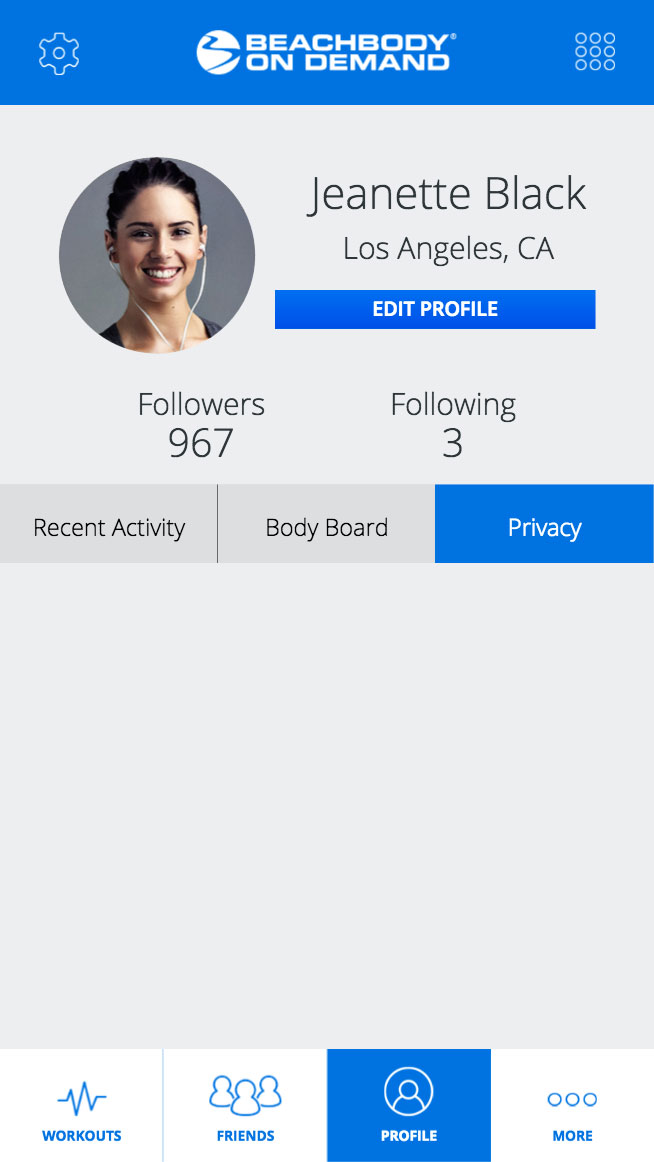 BEACHBODY®
ON DEMAND
Jeanette Black
Los Angeles, CA
EDIT PROFILE
Followers Following
967 3
Recent Activity Body Board Privacy
WORKOUTS FRIENDS PROFILE MORE